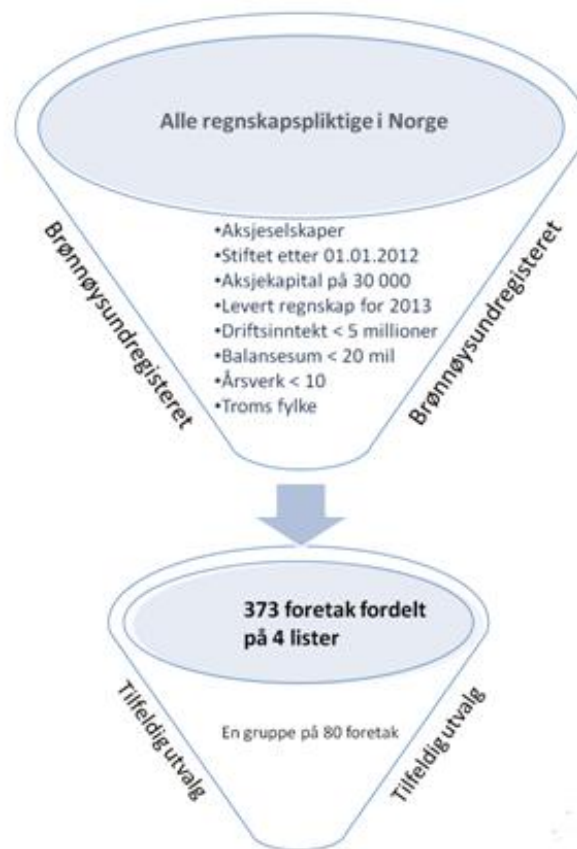 Alle regnskapspliktige i Norge
Brønnøysundregisteret
Brønnøysundregisteret
•Aksjeselskaper
•Stiftet etter 01.01.2012
•Aksjekapital på 30 000
•Levert regnskap for 2013
•Driftsinntekt < 5 millioner
•Balansesum < 20 mil
•Årsverk < 10
•Troms fylke
373 foretak fordelt
på 4 lister
Tilfeldig utvalg
Tilfeldig utvalg
En gruppe på 80 foretak